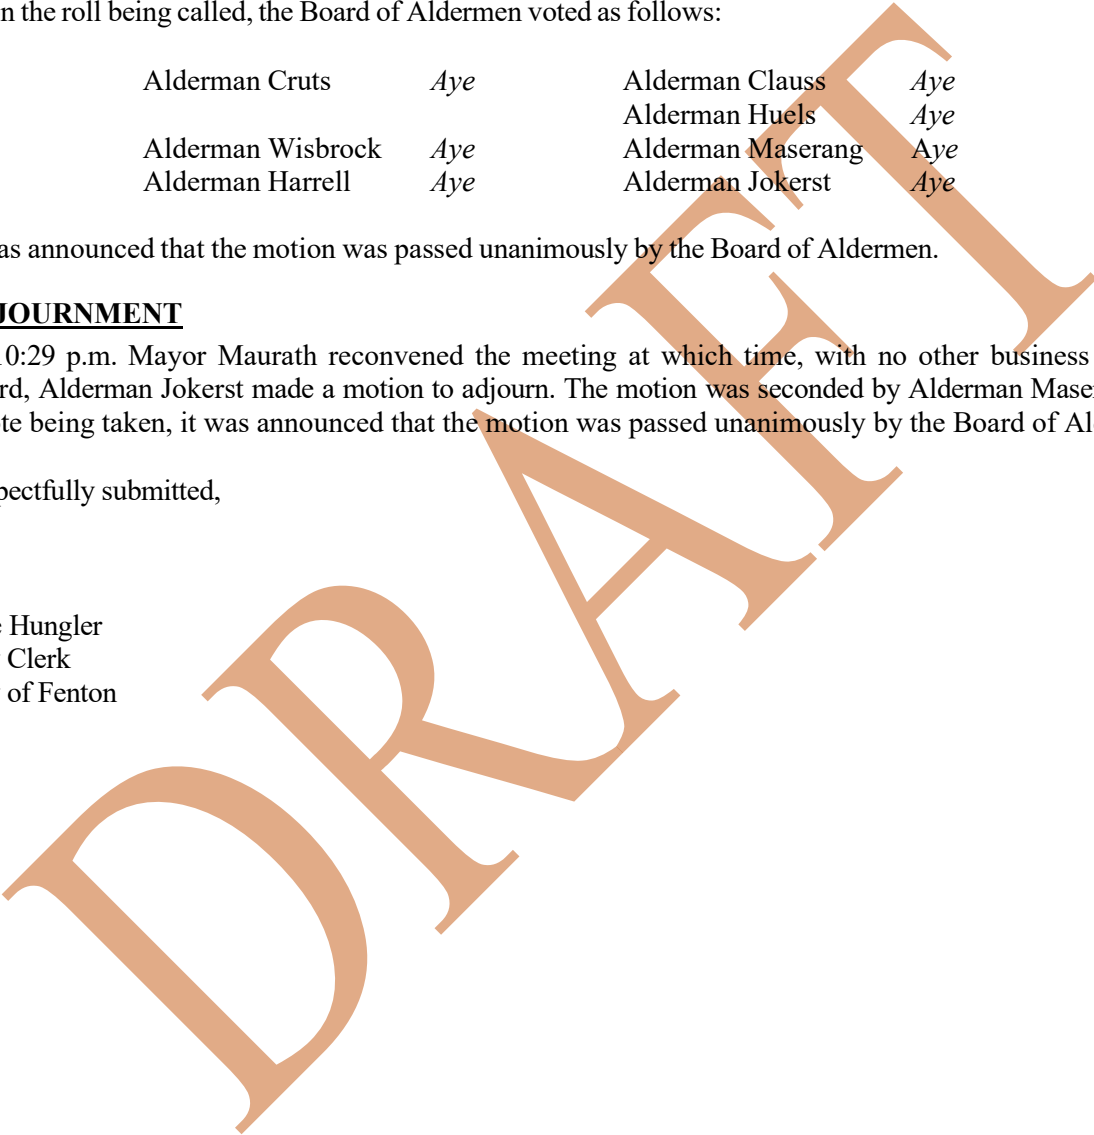 n the roll being called, the Board of Aldermen voted as follows:
Alderman Cruts Aye Alderman Clauss Aye
Alderman Huels Aye
Alderman Wisbrock Aye Alderman Maserang Aye
Alderman Harrell Aye Alderman Jokerst Aye
as announced that the motion was passed unanimously by the Board of Aldermen.
JOURNMENT
0:29 p.m. Mayor Maurath reconvened the meeting at which time, with no other business
rd, Alderman Jokerst made a motion to adjourn. The motion was seconded by Alderman Mase
te being taken, it was announced that the motion was passed unanimously by the Board of Al
pectfully submitted,
Hungler
Clerk
of Fenton
DRAFT